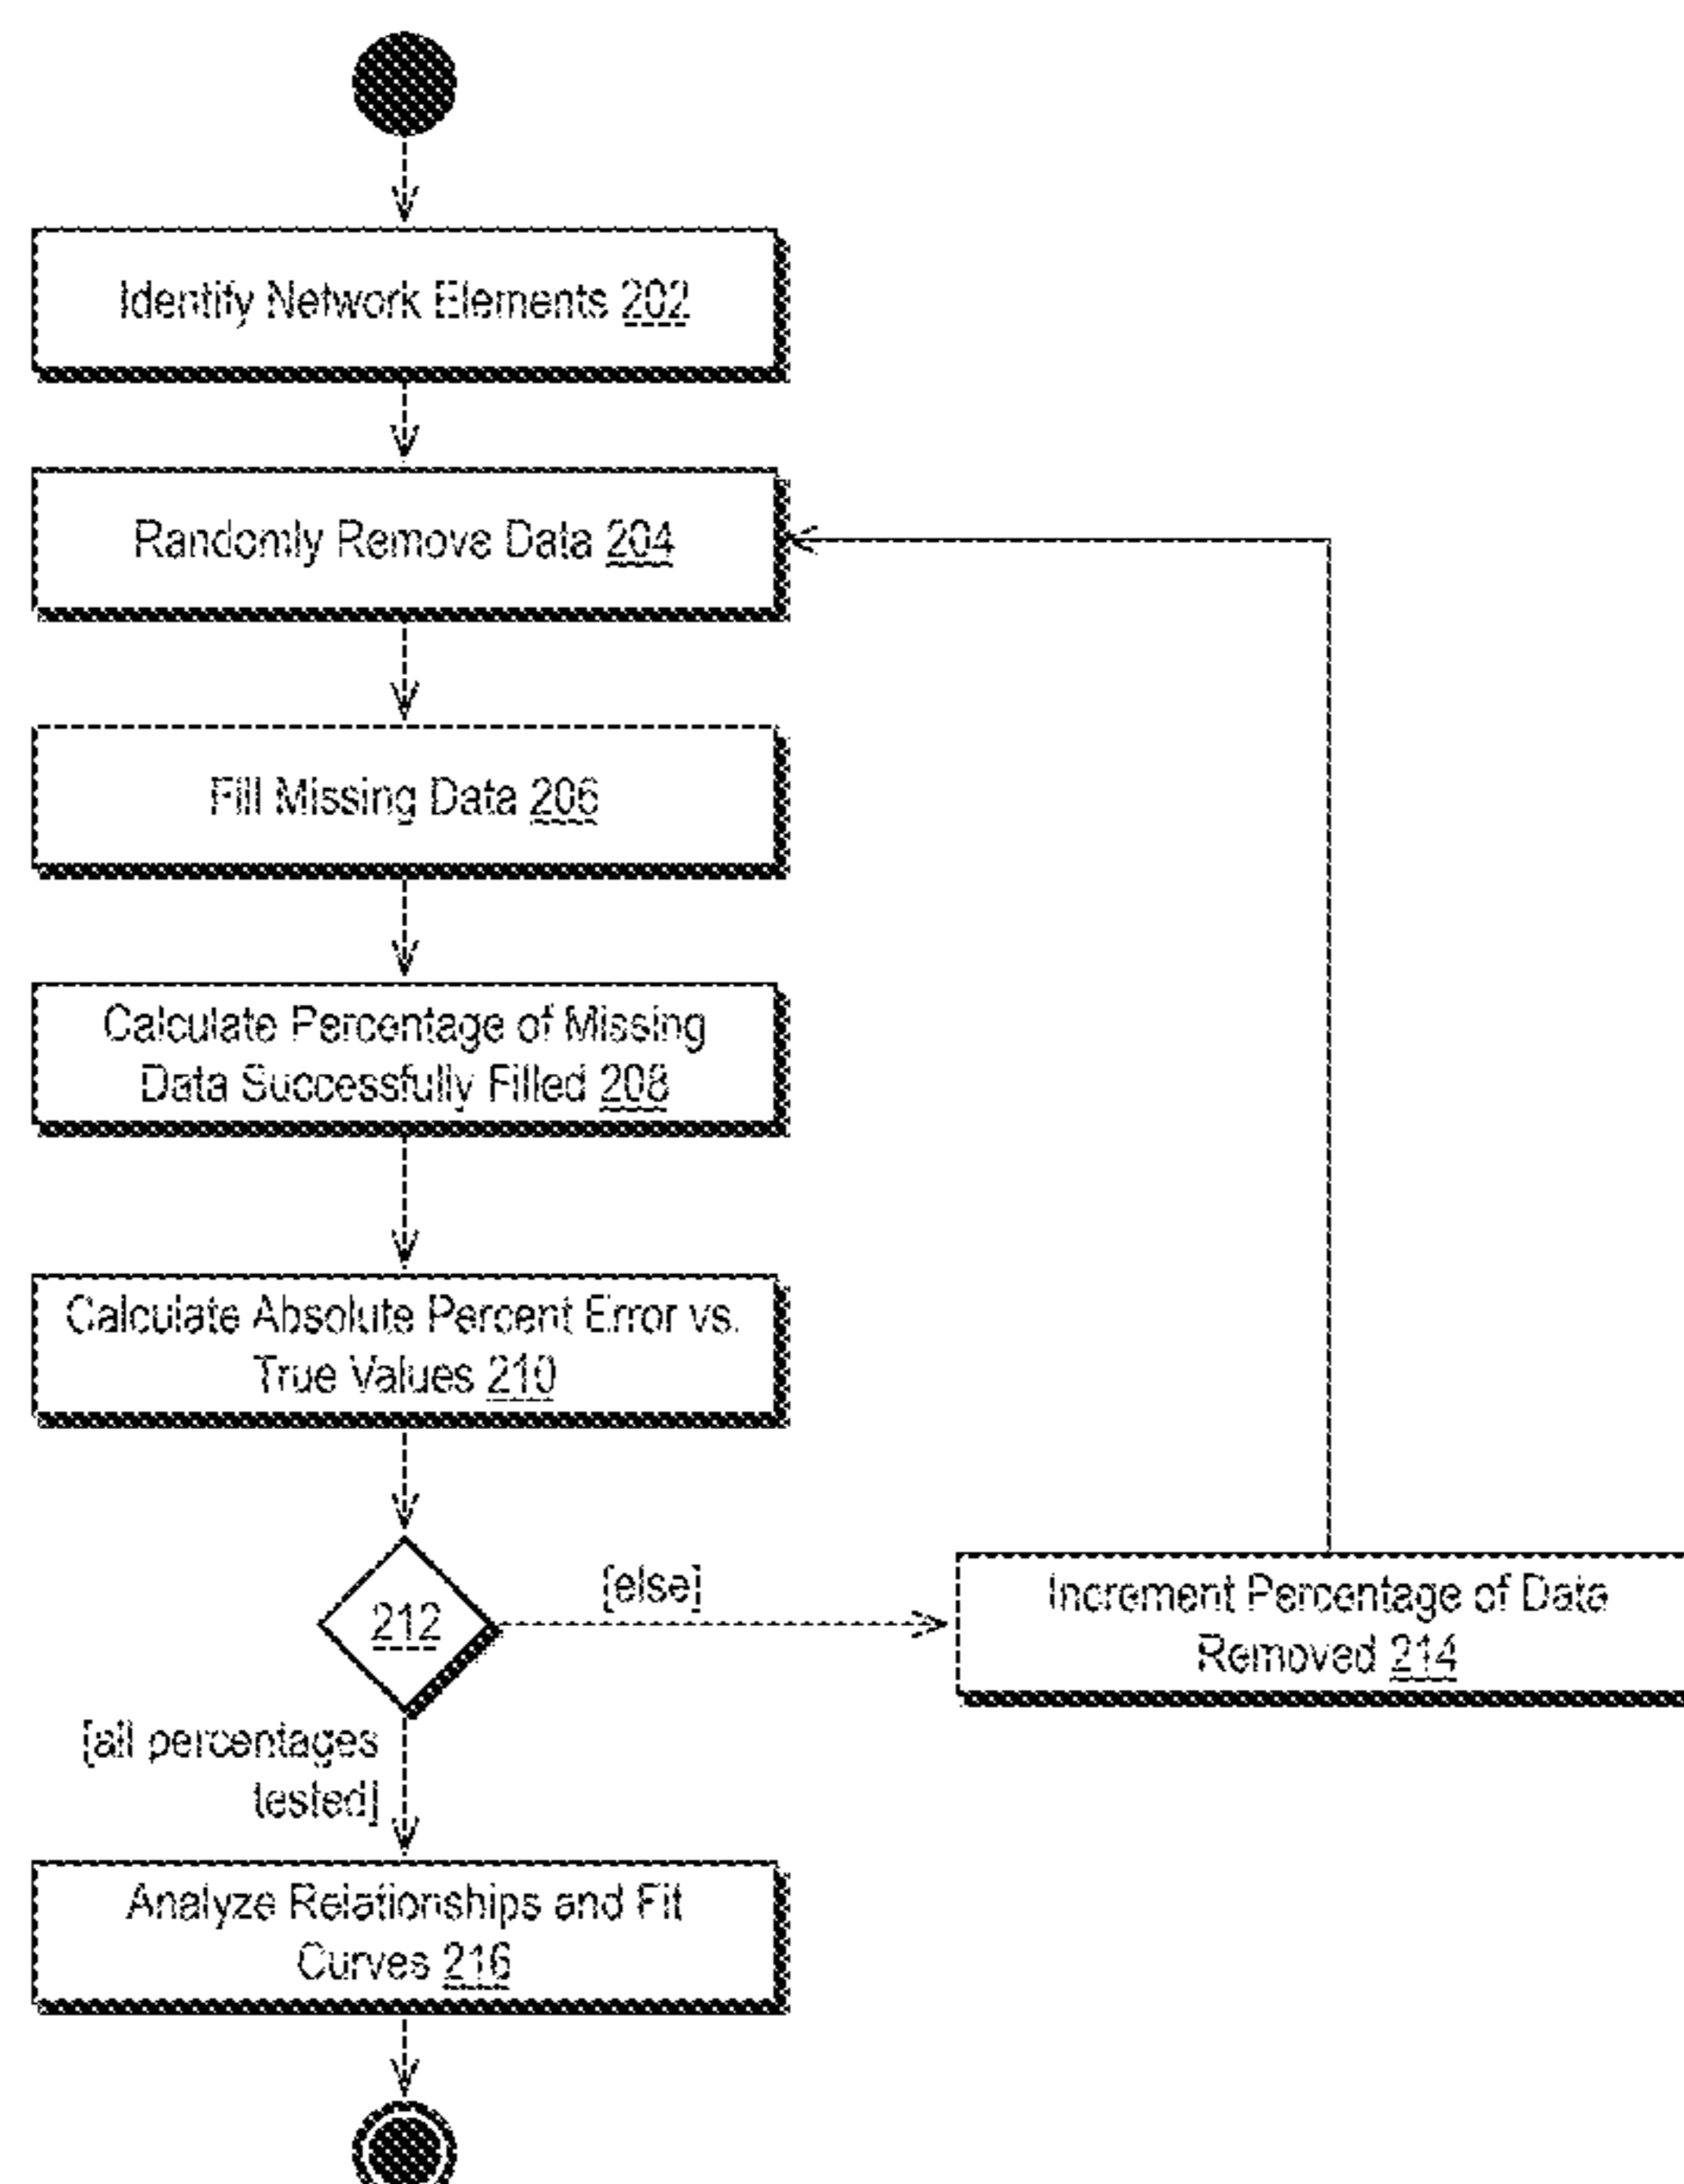 Identify Network Elements 202
Randomly Remove Data 204
Fill Missing Data 206
Calculate Percentage of Missing
Data Successfully Filled 208
Calculate Absolute Percent Error vs.
True Values 210
212
[else]
Increment Percentage of Data
Removed 214
[all percentages
tested]
Analyze Relationships and Fit
Curves 216